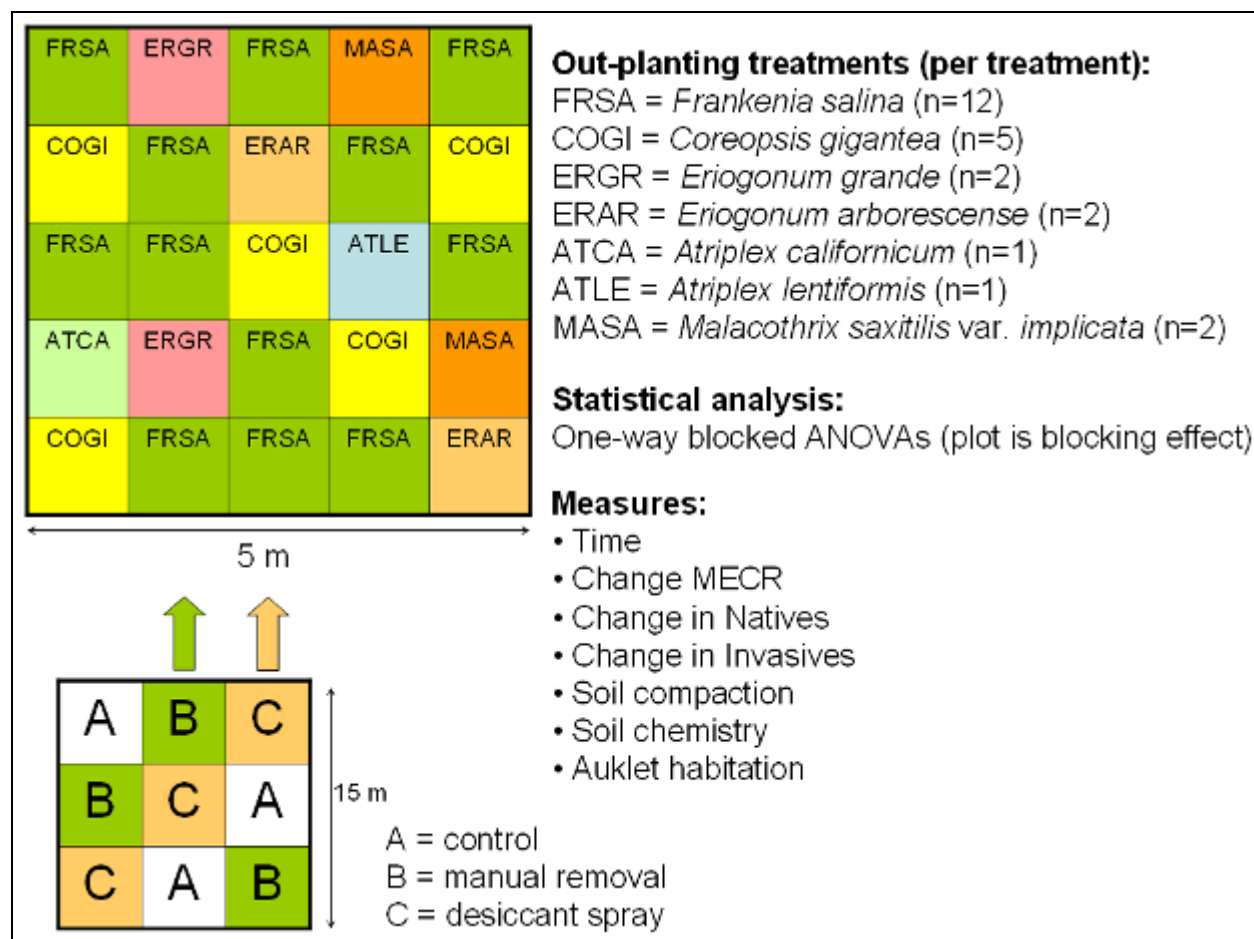 FRSA ERGR FRSA MASA FRSA
COGI FRSA ERAR FRSA COGI
FRSA FRSA COGI ATLE FRSA
ATCA ERGR FRSA COGI MASA
COGI FRSA FRSA FRSA ERAR
5 m
A B C
B C A
C A B
15 m
A = control
B = manual removal
C = desiccant spray
Out-planting treatments (per treatment):
FRSA = Frankenia salina (n=12)
COGI = Coreopsis gigantea (n=5)
ERGR = Eriogonum grande (n=2)
ERAR = Eriogonum arborescense (n=2)
ATCA = Atriplex californicum (n=1)
ATLE = Atriplex lentiformis (n=1)
MASA = Malacothrix saxitilis var. implicata (n=2)
Statistical analysis:
One-way blocked ANOVAs (plot is blocking effect)
Measures:
• Time
• Change MECR
• Change in Natives
• Change in Invasives
• Soil compaction
• Soil chemistry
• Auklet habitation